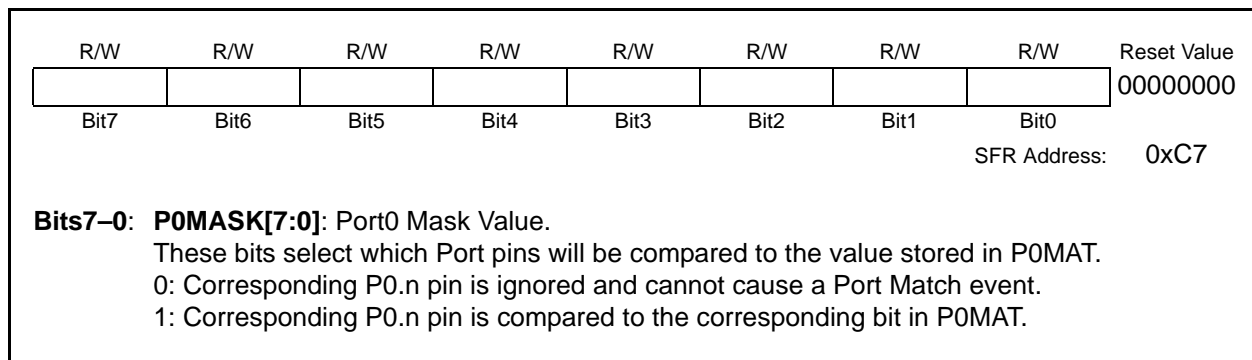 R/W R/W R/W R/W R/W R/W R/W R/W Reset Value
00000000
Bit7 Bit6 Bit5 Bit4 Bit3 Bit2 Bit1 Bit0
SFR Address: 0xC7
Bits7–0: P0MASK[7:0]: Port0 Mask Value.
These bits select which Port pins will be compared to the value stored in P0MAT.
0: Corresponding P0.n pin is ignored and cannot cause a Port Match event.
1: Corresponding P0.n pin is compared to the corresponding bit in P0MAT.